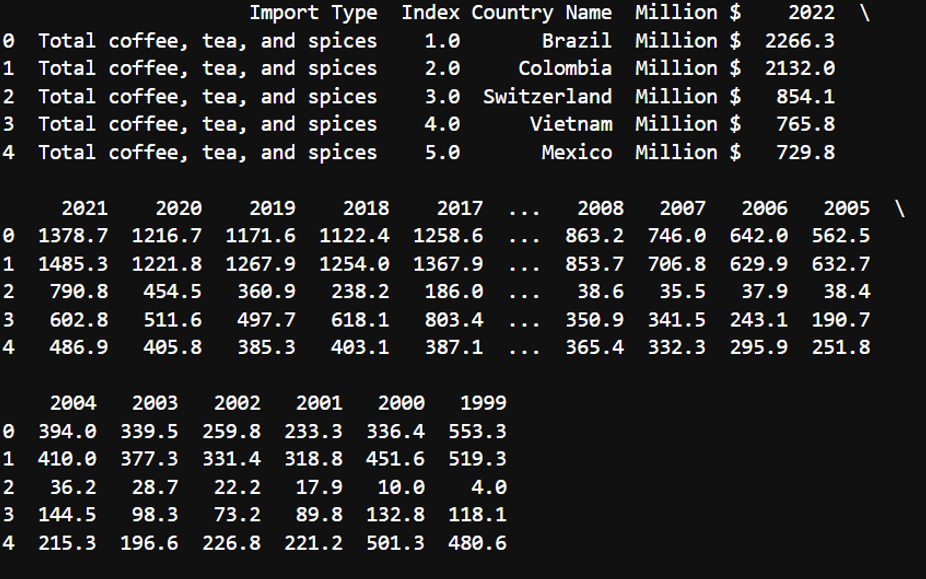 Import Type Index Country Name Million $ 2022 \
0 Total coffee, tea, and spices 1.0 Brazil Million $ 2266.3
1 Total coffee, tea, and spices 2.0 Colombia Million $ 2132.0
2 Total coffee, tea, and spices 3.0 Switzerland Million $ 854.1
3 Total coffee, tea, and spices 4.0 Vietnam Million $ 765.8
4 Total coffee, tea, and spices 5.0 Mexico Million $ 729.8
2021 2020 2019 2018 2017 ... 2008 2007 2006 2005 \
0 1378.7 1216.7 1171.6 1122.4 1258.6 ... 863.2 746.0 642.0 562.5
1 1485.3 1221.8 1267.9 1254.0 1367.9 ... 853.7 706.8 629.9 632.7
2 790.8 454.5 360.9 238.2 186.0 ... 38.6 35.5 37.9 38.4
3 602.8 511.6 497.7 618.1 803.4 ... 350.9 341.5 243.1 190.7
4 486.9 405.8 385.3 403.1 387.1 ... 365.4 332.3 295.9 251.8
2004 2003 2002 2001 2000 1999
0 394.0 339.5 259.8 233.3 336.4 553.3
1 410.0 377.3 331.4 318.8 451.6 519.3
2 36.2 28.7 22.2 17.9 10.0 4.0
3 144.5 98.3 73.2 89.8 132.8 118.1
4 215.3 196.6 226.8 221.2 501.3 480.6